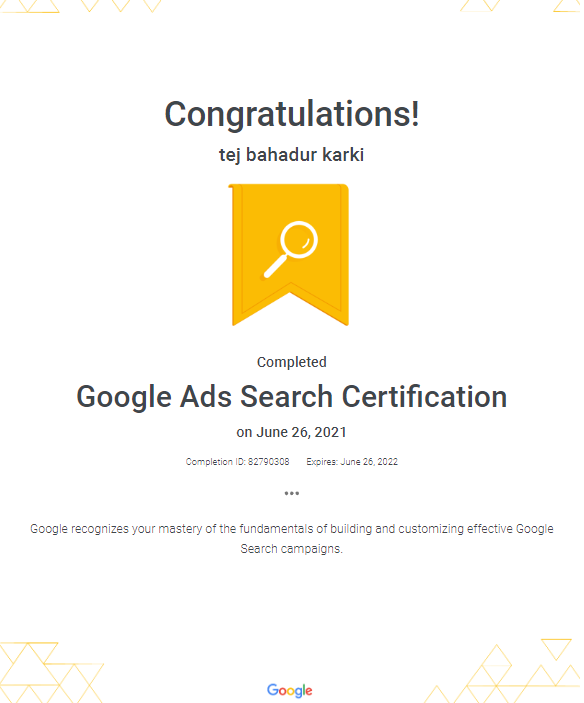 Congratulations!
tej bahadur karki
Completed
Google Ads Search Certification
on June 26, 2021
Completion ID: 82790308 Expires: June 26, 2022
•••
Google recognizes your mastery of the fundamentals of building and customizing effective Google
Search campaigns.
Google